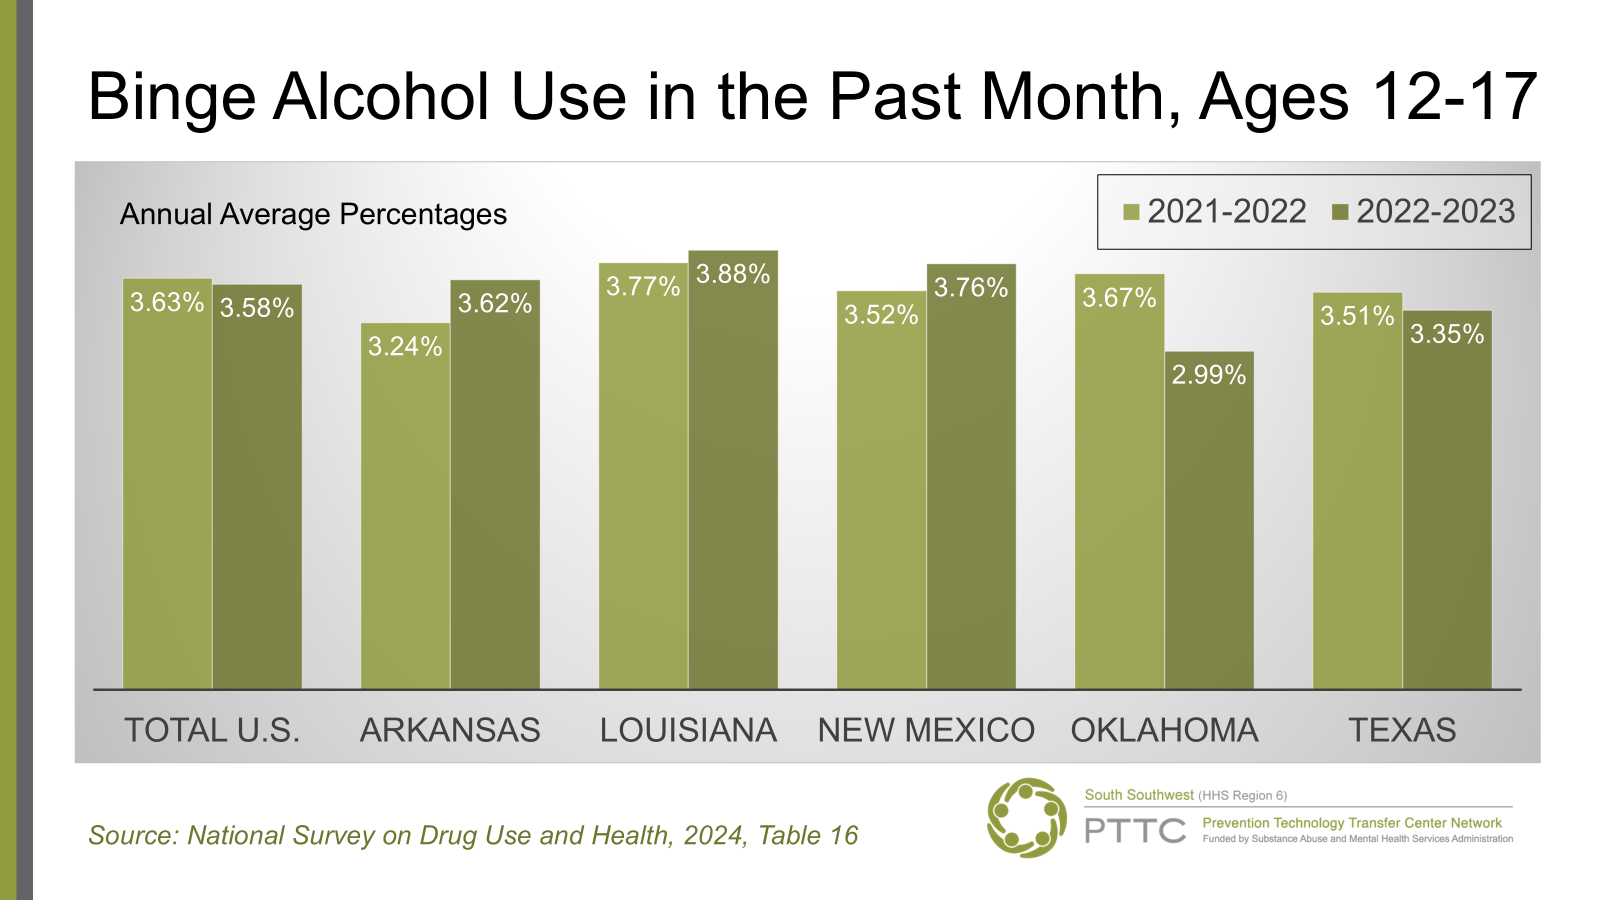 Binge Alcohol Use in the Past Month, Ages 12-17
Annual Average Percentages
2021-2022 2022-2023
3.63% 3.58% 3.24% 3.62% 3.77% 3.88% 3.52% 3.76% 3.67% 2.99% 3.51% 3.35%
TOTAL U.S. ARKANSAS LOUISIANA NEW MEXICO OKLAHOMA TEXAS
Source: National Survey on Drug Use and Health, 2024, Table 16
South Southwest (HHS Region 6)
PTTC
Prevention Technology Transfer Center Network
Funded by Substance Abuse and Mental Health Services Administration